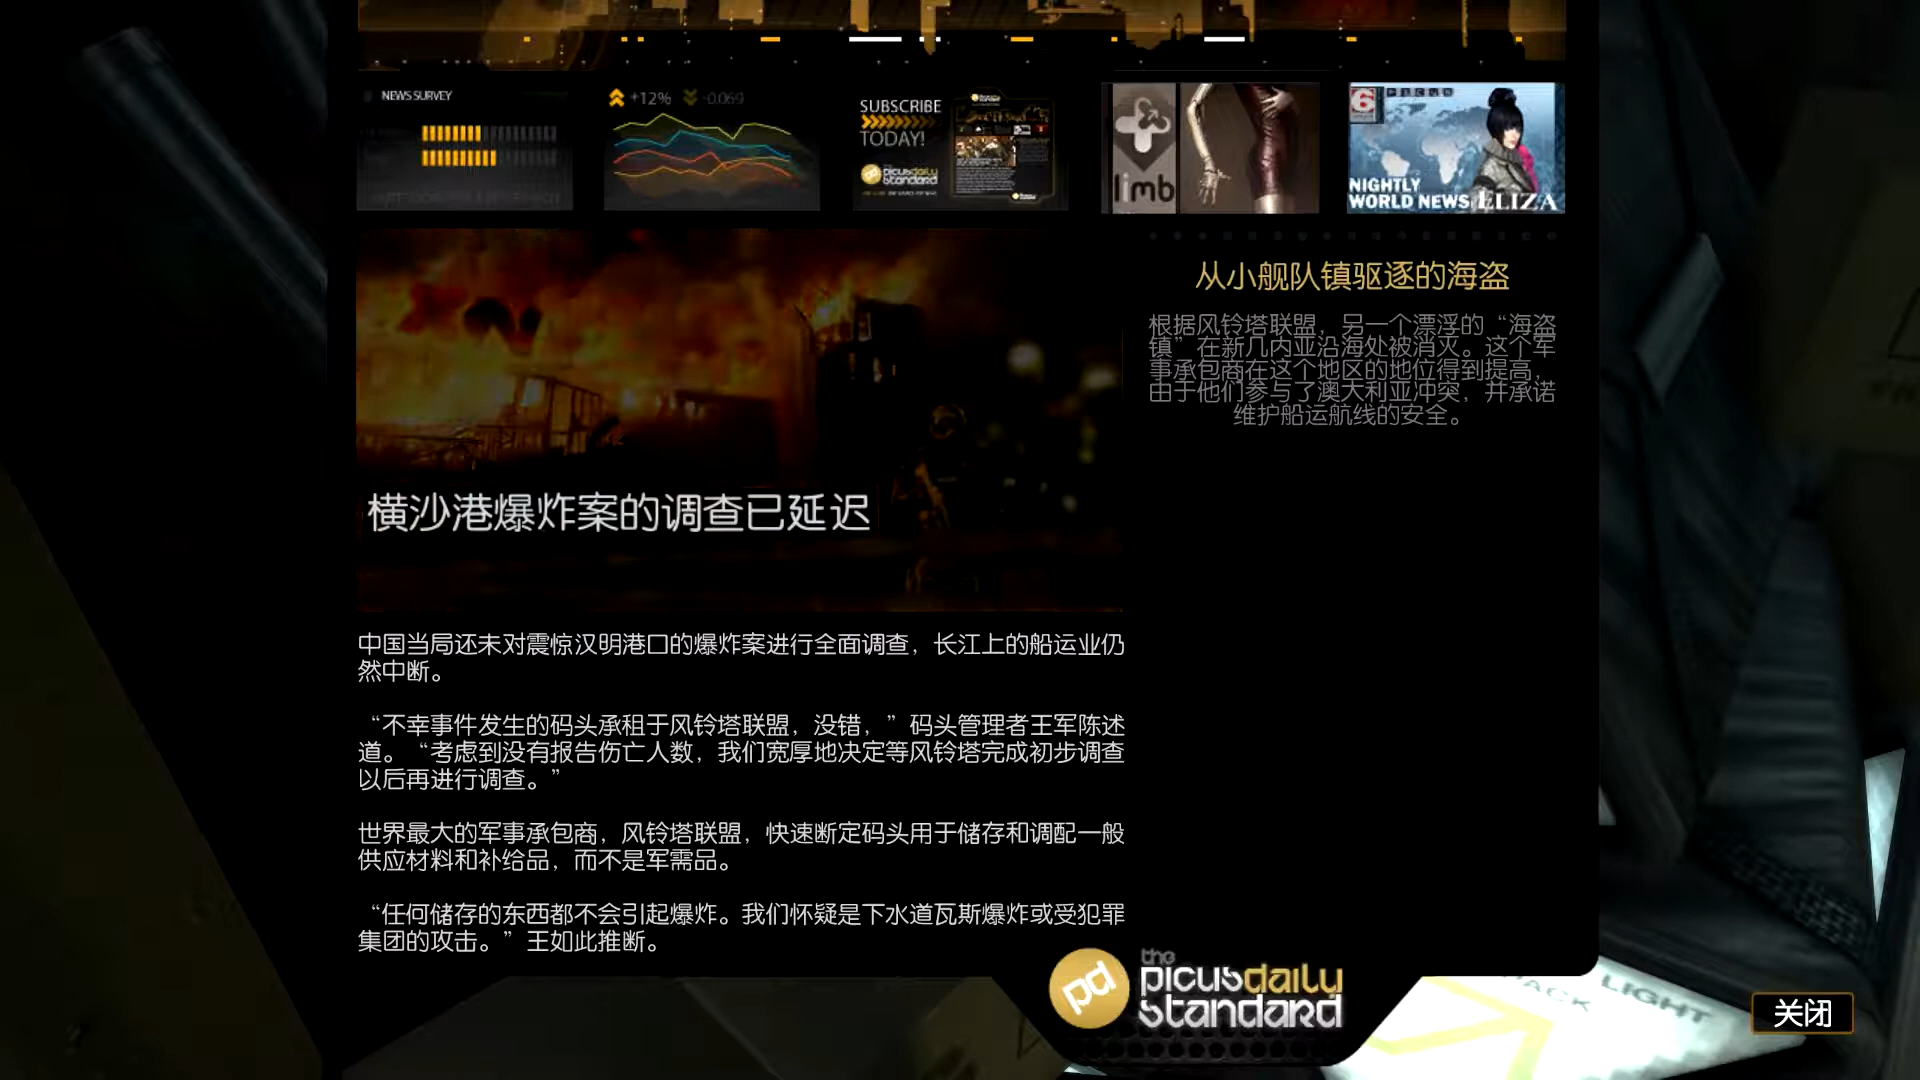 NEWS SURVEY
+12% -0.069
SUBSCRIBE
TODAY!
picusdaily
standard
limb
6 PICUS
NIGHTLY
WORLD NEWS ELIZA
横沙港爆炸案的调查已延迟
中国当局还未对震惊汉明港口的爆炸案进行全面调查，长江上的船运业仍
然中断。
“不幸事件发生的码头承租于风铃塔联盟，没错，”码头管理者王军陈述
道。“考虑到没有报告伤亡人数，我们宽厚地决定等风铃塔完成初步调查
以后再进行调查。”
世界最大的军事承包商，风铃塔联盟，快速断定码头用于储存和调配一般
供应材料和补给品，而不是军需品。
“任何储存的东西都不会引起爆炸。我们怀疑是下水道瓦斯爆炸或受犯罪
集团的攻击。”王如此推断。
从小舰队镇驱逐的海盗
根据风铃塔联盟，另一个漂浮的“海盗
镇”在新几内亚沿海处被消灭。这个军
事承包商在这个地区的地位得到提高，
由于他们参与了澳大利亚冲突，并承诺
维护船运航线的安全。
pd the
picusdaily
standard
LIGHT
关闭